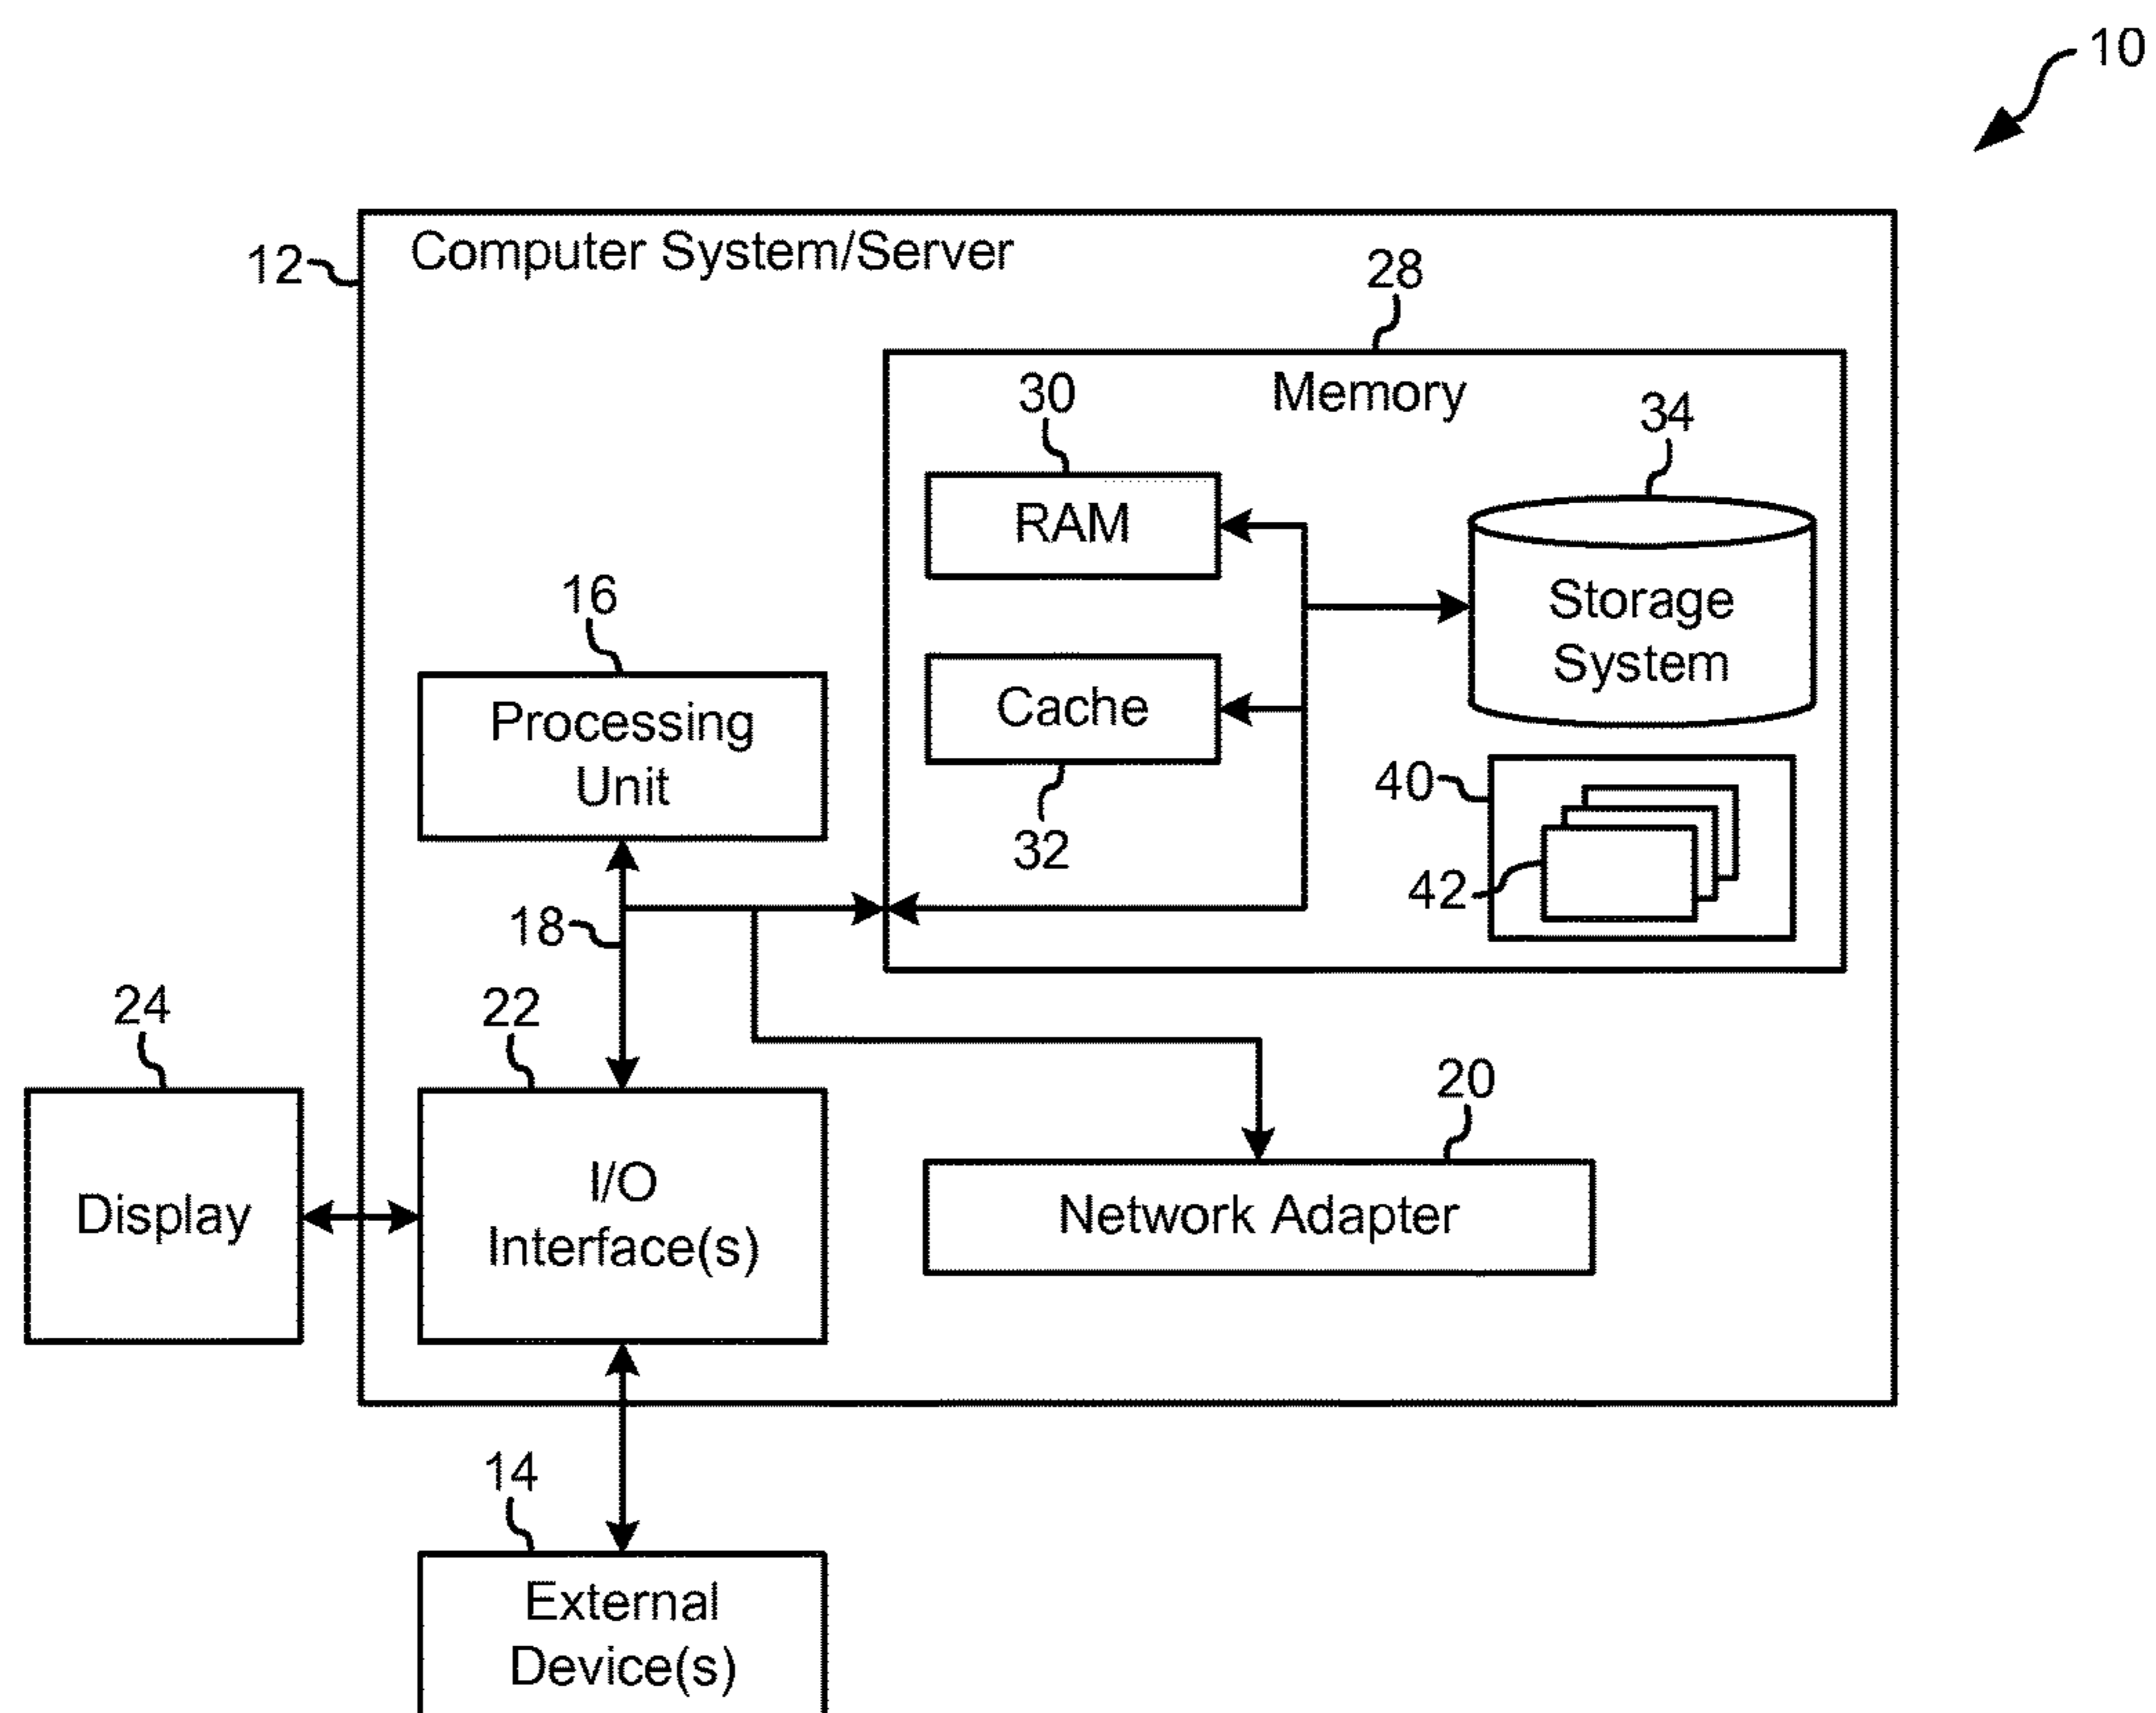 10
12
Computer System/Server
28
Memory
30
34
RAM
Storage
System
16
Cache
Processing
Unit
32
40
42
18
24
22
20
Display
I/O
Interface(s)
Network Adapter
14
External
Device(s)